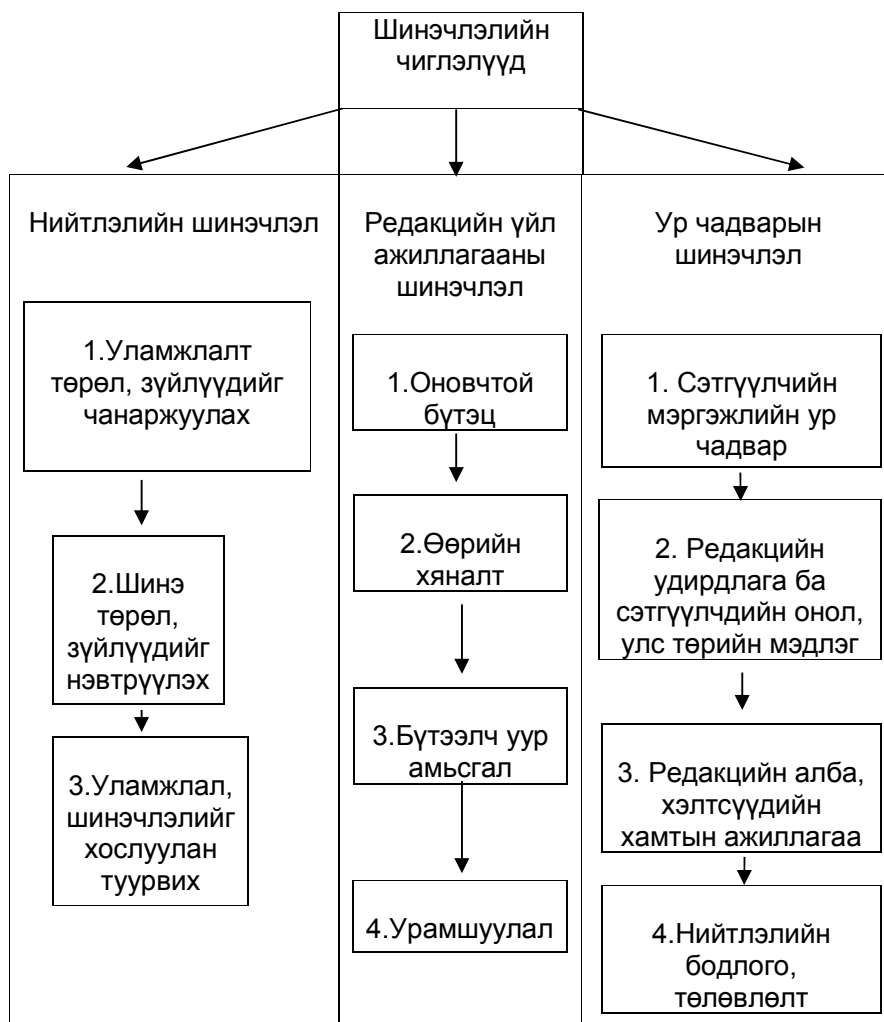 Шинэчлэлийн
чиглэлүүд
Нийтлэлийн шинэчлэл
1.Уламжлалт
төрөл, зүйлүүдийг
чанаржуулах
2.Шинэ
төрөл,
зүйлүүдийг
нэвтрүүлэх
3.Уламжлал,
шинэчлэлийг
хослуулан
туурвих
Редакцийн үйл
ажиллагааны
шинэчлэл
1.Оновчтой
бүтэц
2.Өөрийн
хяналт
3.Бүтээлч уур
амьсгал
4.Урамшуулал
Ур чадварын
шинэчлэл
1. Сэтгүүлчийн
мэргэжлийн ур
чадвар
2. Редакцийн
удирдлага ба
сэтгүүлчдийн онол,
улс төрийн мэдлэг
3. Редакцийн алба,
хэлтсүүдийн
хамтын ажиллагаа
4.Нийтлэлийн
бодлого,
төлөвлөлт